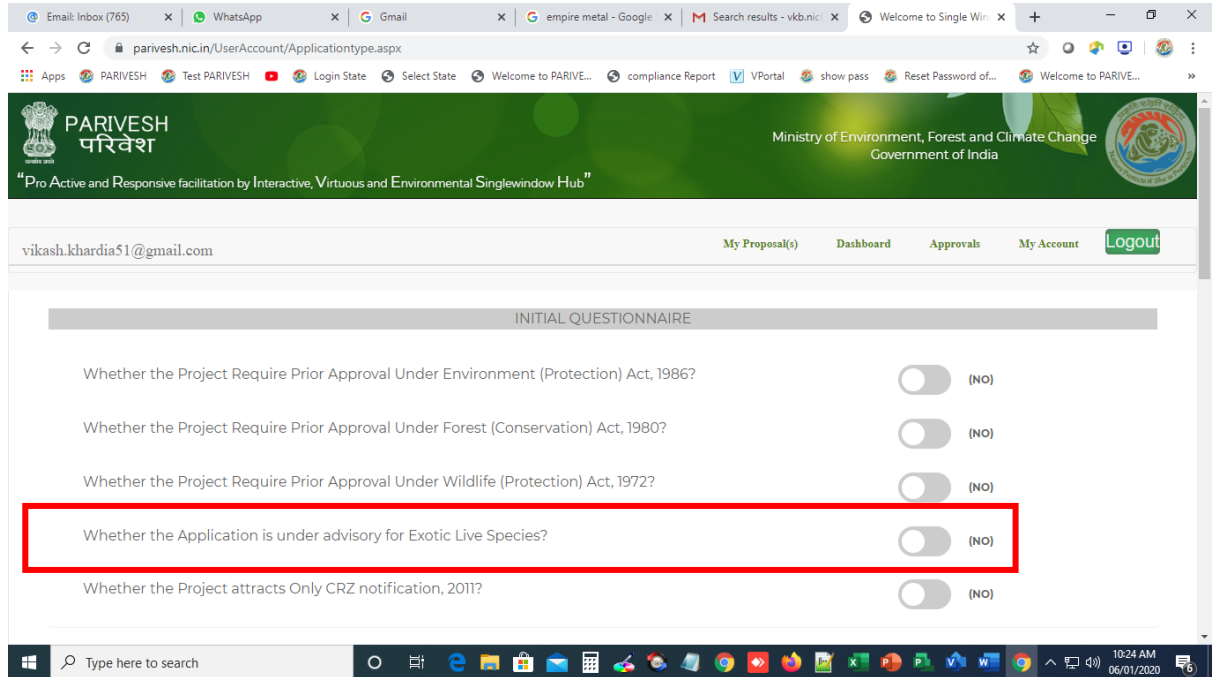 Email: Inbox (765)
WhatsApp
Gmail
empire metal - Google
Search results - vkb.nic
Welcome to Single Win
parivesh.nic.in/UserAccount/Applicationtype.aspx
Apps
PARIVESH
Test PARIVESH
Login State
Select State
Welcome to PARIVE...
compliance Report
VPortal
show pass
Reset Password of...
Welcome to PARIVE...
PARIVESH
परिवेश
Ministry of Environment, Forest and Climate Change
Government of India
"Pro Active and Responsive facilitation by Interactive, Virtuous and Environmental Singlewindow Hub"
vikash.khardia51@gmail.com
My Proposal(s)
Dashboard
Approvals
My Account
Logout
INITIAL QUESTIONNAIRE
Whether the Project Require Prior Approval Under Environment (Protection) Act, 1986? (NO)
Whether the Project Require Prior Approval Under Forest (Conservation) Act, 1980? (NO)
Whether the Project Require Prior Approval Under Wildlife (Protection) Act, 1972? (NO)
Whether the Application is under advisory for Exotic Live Species? (NO)
Whether the Project attracts Only CRZ notification, 2011? (NO)
Type here to search
10:24 AM
06/01/2020